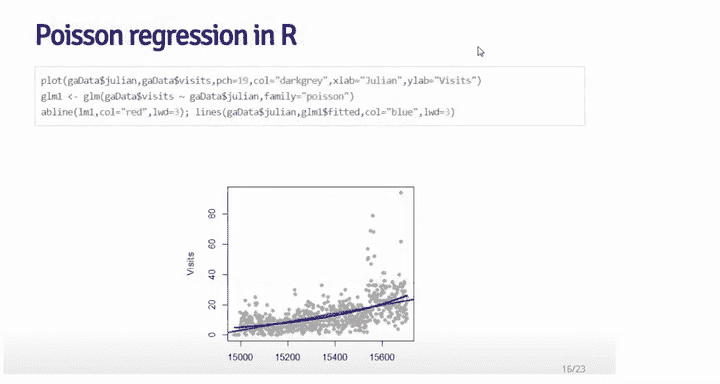 Poisson regression in R
plot(gaData$julian,gaData$visits,pch=19,col="darkgrey",xlab="Julian",ylab="Visits")
glm1 <- glm(gaData$visits ~ gaData$julian,family="poisson")
abline(lm1,col="red",lwd=3); lines(gaData$julian,glm1$fitted,col="blue",lwd=3)
80
60
Visits
40
20
0
15000 15200 15400 15600
16/23